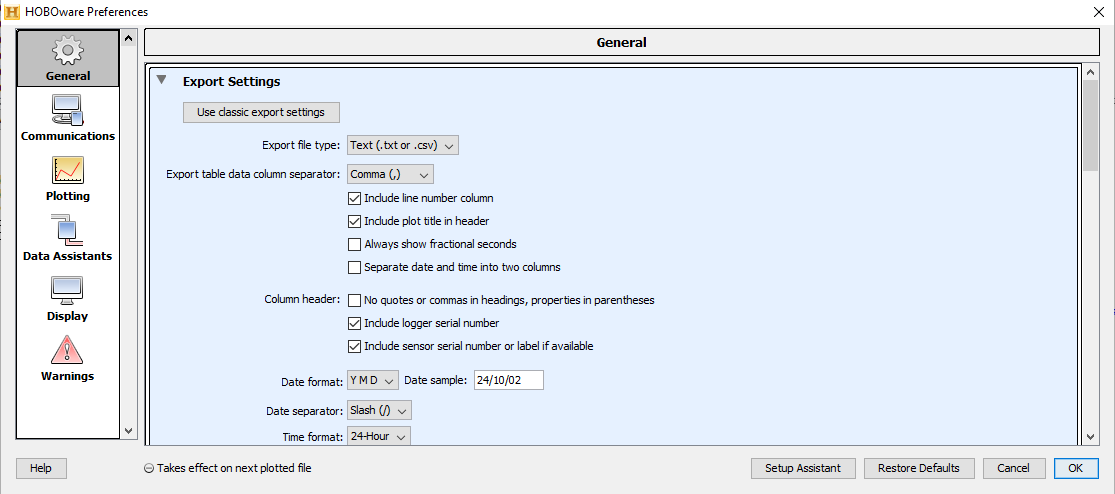 HOBOware Preferences
General
Communications
Plotting
Data Assistants
Display
Warnings
General
Export Settings
Use classic export settings
Export file type: Text (.txt or .csv)
Export table data column separator: Comma (,)
Include line number column
Include plot title in header
Always show fractional seconds
Separate date and time into two columns
Column header: No quotes or commas in headings, properties in parentheses
Include logger serial number
Include sensor serial number or label if available
Date format: Y M D Date sample: 24/10/02
Date separator: Slash (/)
Time format: 24-Hour
Help Takes effect on next plotted file Setup Assistant Restore Defaults Cancel OK